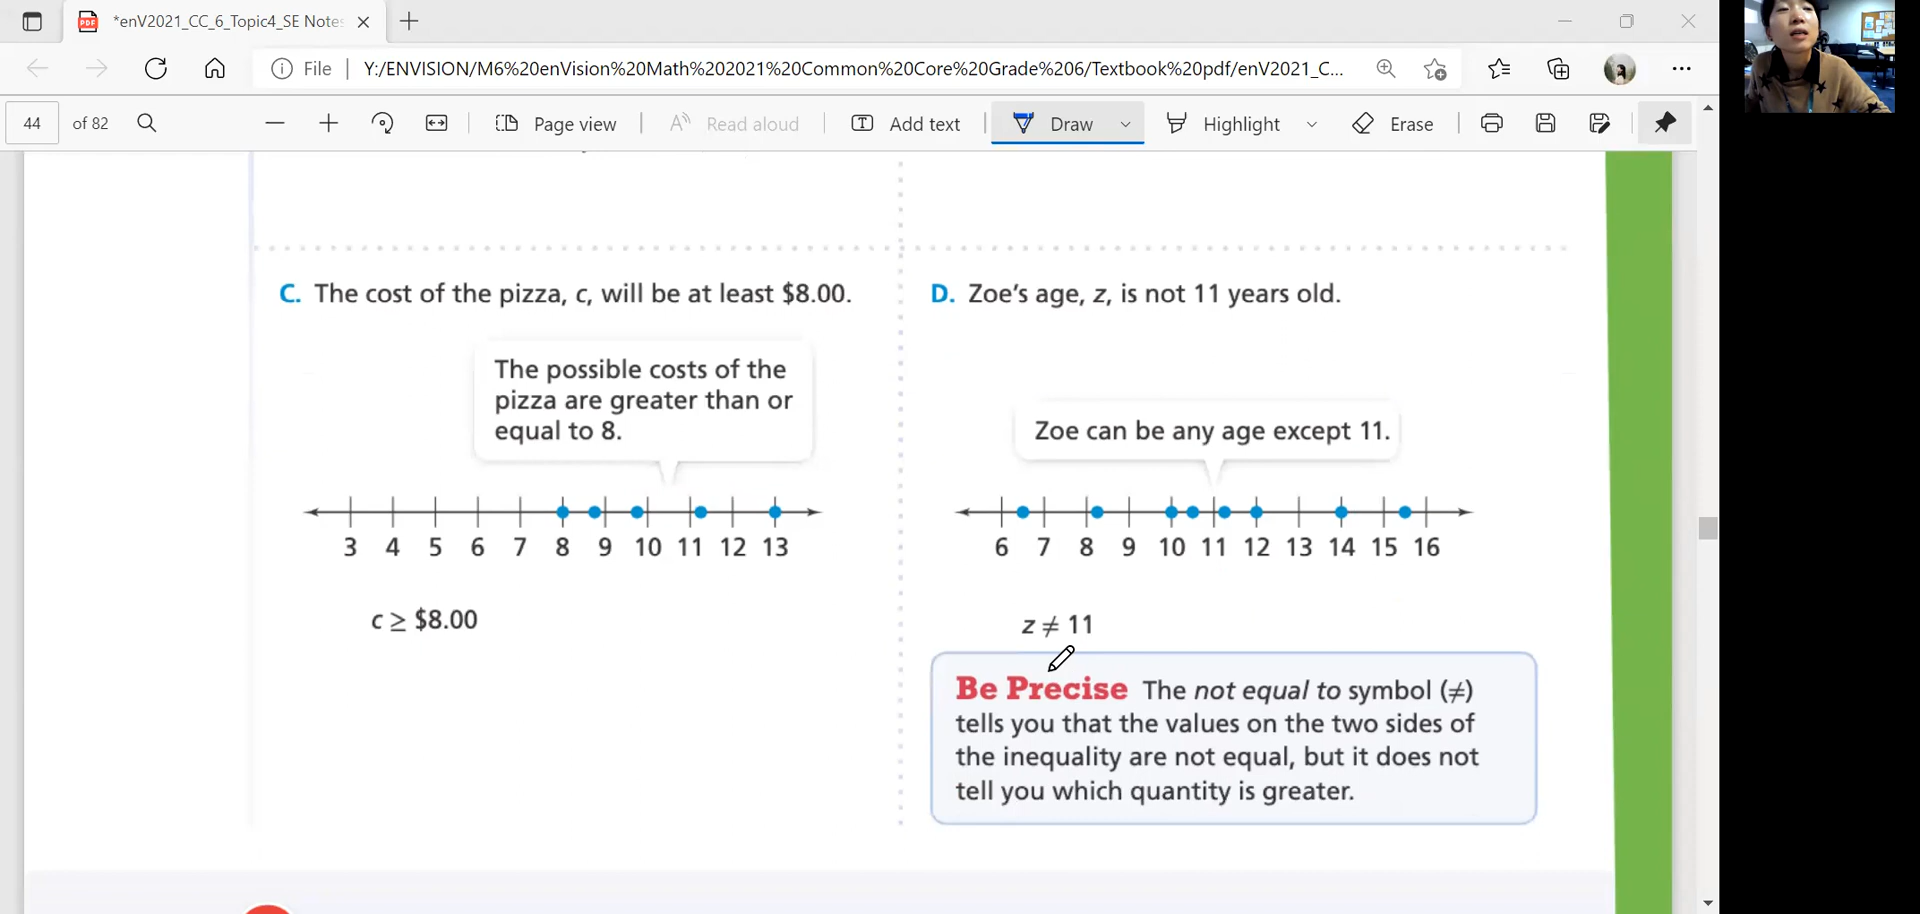 *enV2021_CC_6_Topic4_SE Notes
File
Y:/ENVISION/M6%20enVision%20Math%202021%20Common%20Core%20Grade%206/Textbook%20pdf/enV2021_C...
44 of 82
Page view
Read aloud
Add text
Draw
Highlight
Erase
C. The cost of the pizza, c, will be at least $8.00.
The possible costs of the
pizza are greater than or
equal to 8.
3 4 5 6 7 8 9 10 11 12 13
c ≥ $8.00
D. Zoe's age, z, is not 11 years old.
Zoe can be any age except 11.
6 7 8 9 10 11 12 13 14 15 16
z ≠ 11
Be Precise The not equal to symbol (≠)
tells you that the values on the two sides of
the inequality are not equal, but it does not
tell you which quantity is greater.